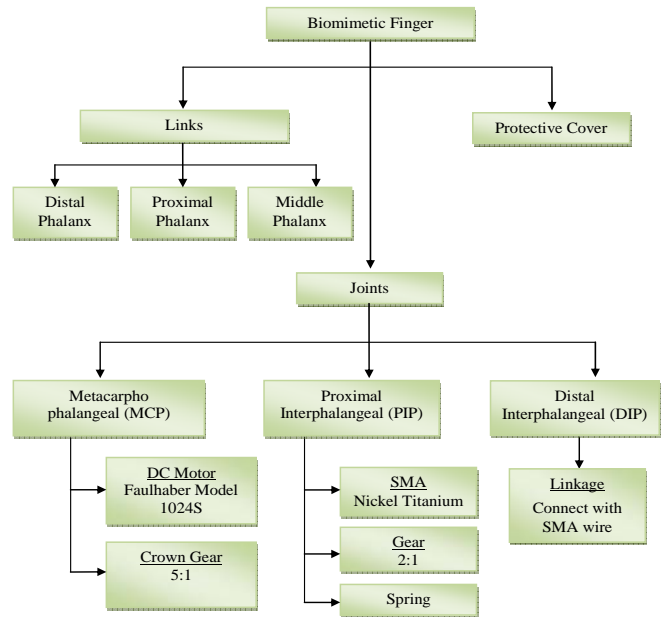 Biomimetic Finger
Links
Protective Cover
Distal
Phalanx
Proximal
Phalanx
Middle
Phalanx
Joints
Metacarpho
phalangeal (MCP)
Proximal
Interphalangeal (PIP)
Distal
Interphalangeal (DIP)
DC Motor
Faulhaber Model
1024S
Crown Gear
5:1
SMA
Nickel Titanium
Gear
2:1
Spring
Linkage
Connect with
SMA wire